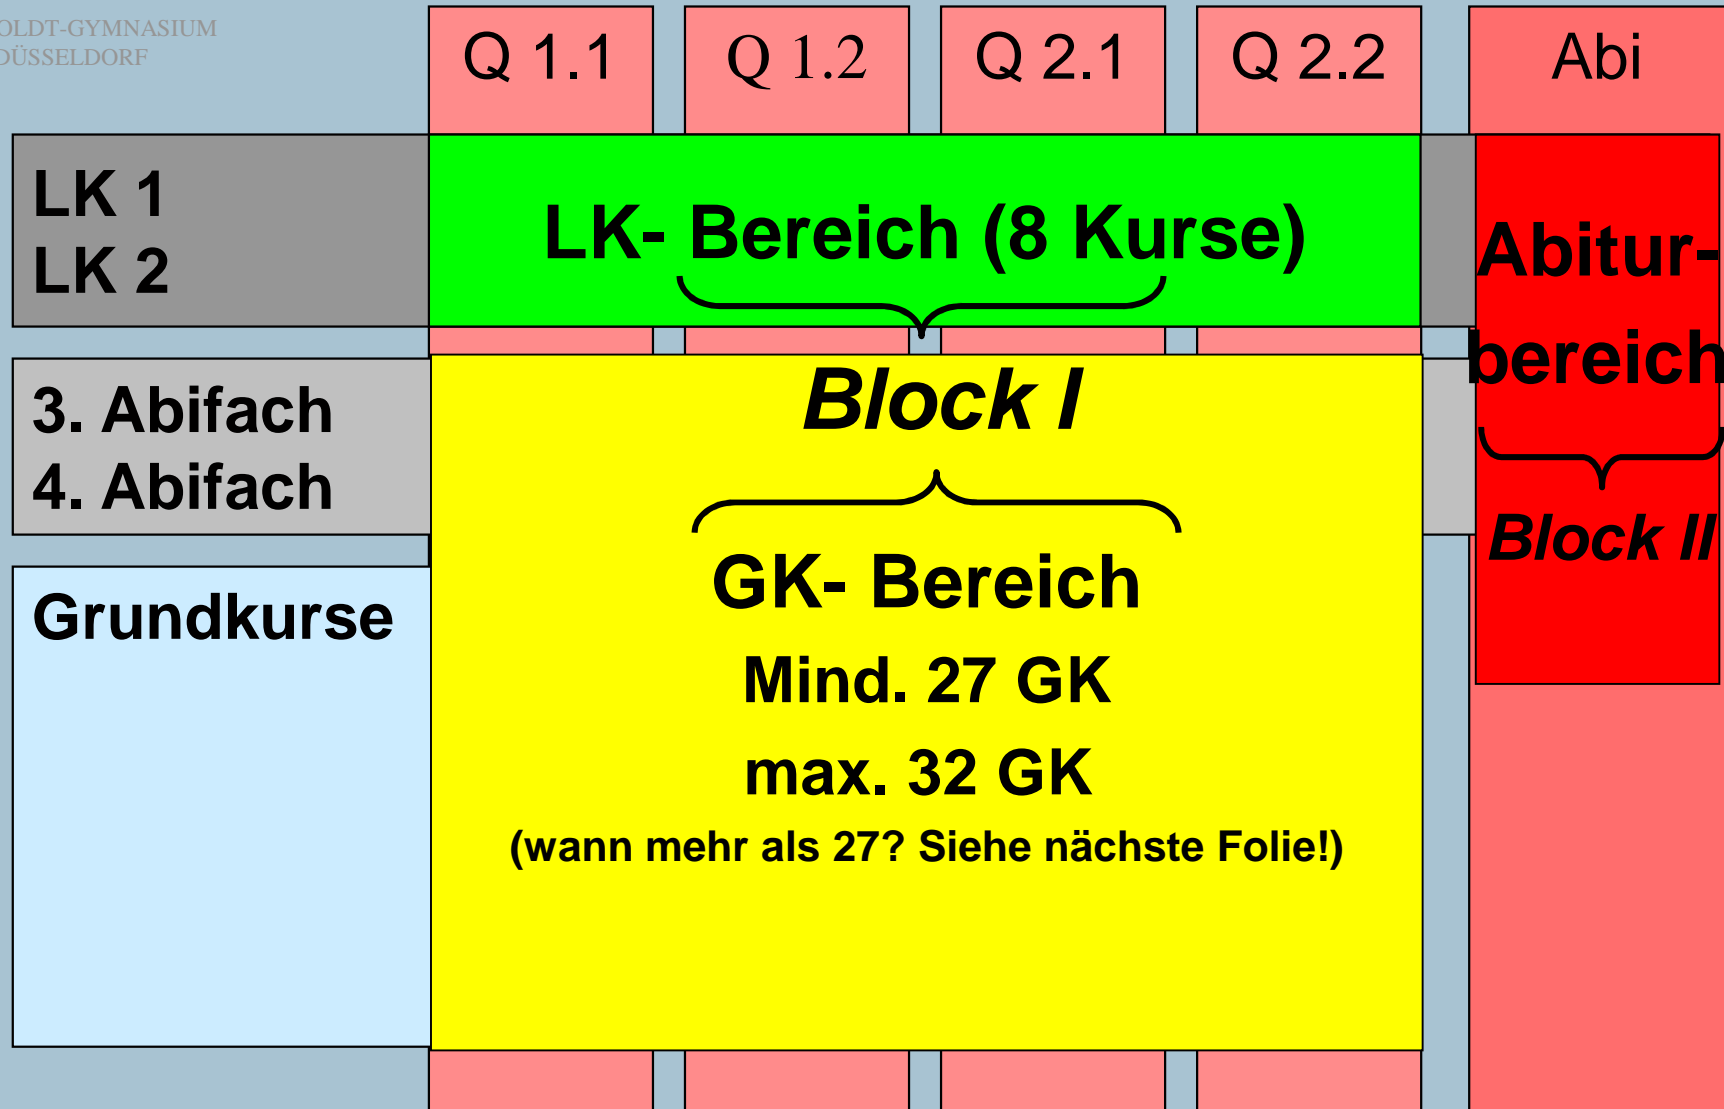 OLDT-GYMNASIUM
DÜSSELDORF
Q 1.1
Q 1.2
Q 2.1
Q 2.2
Abi
LK 1
LK 2
LK- Bereich (8 Kurse)
Abitur-
bereich
3. Abifach
4. Abifach
Block I
Block II
Grundkurse
GK- Bereich
Mind. 27 GK
max. 32 GK
(wann mehr als 27? Siehe nächste Folie!)